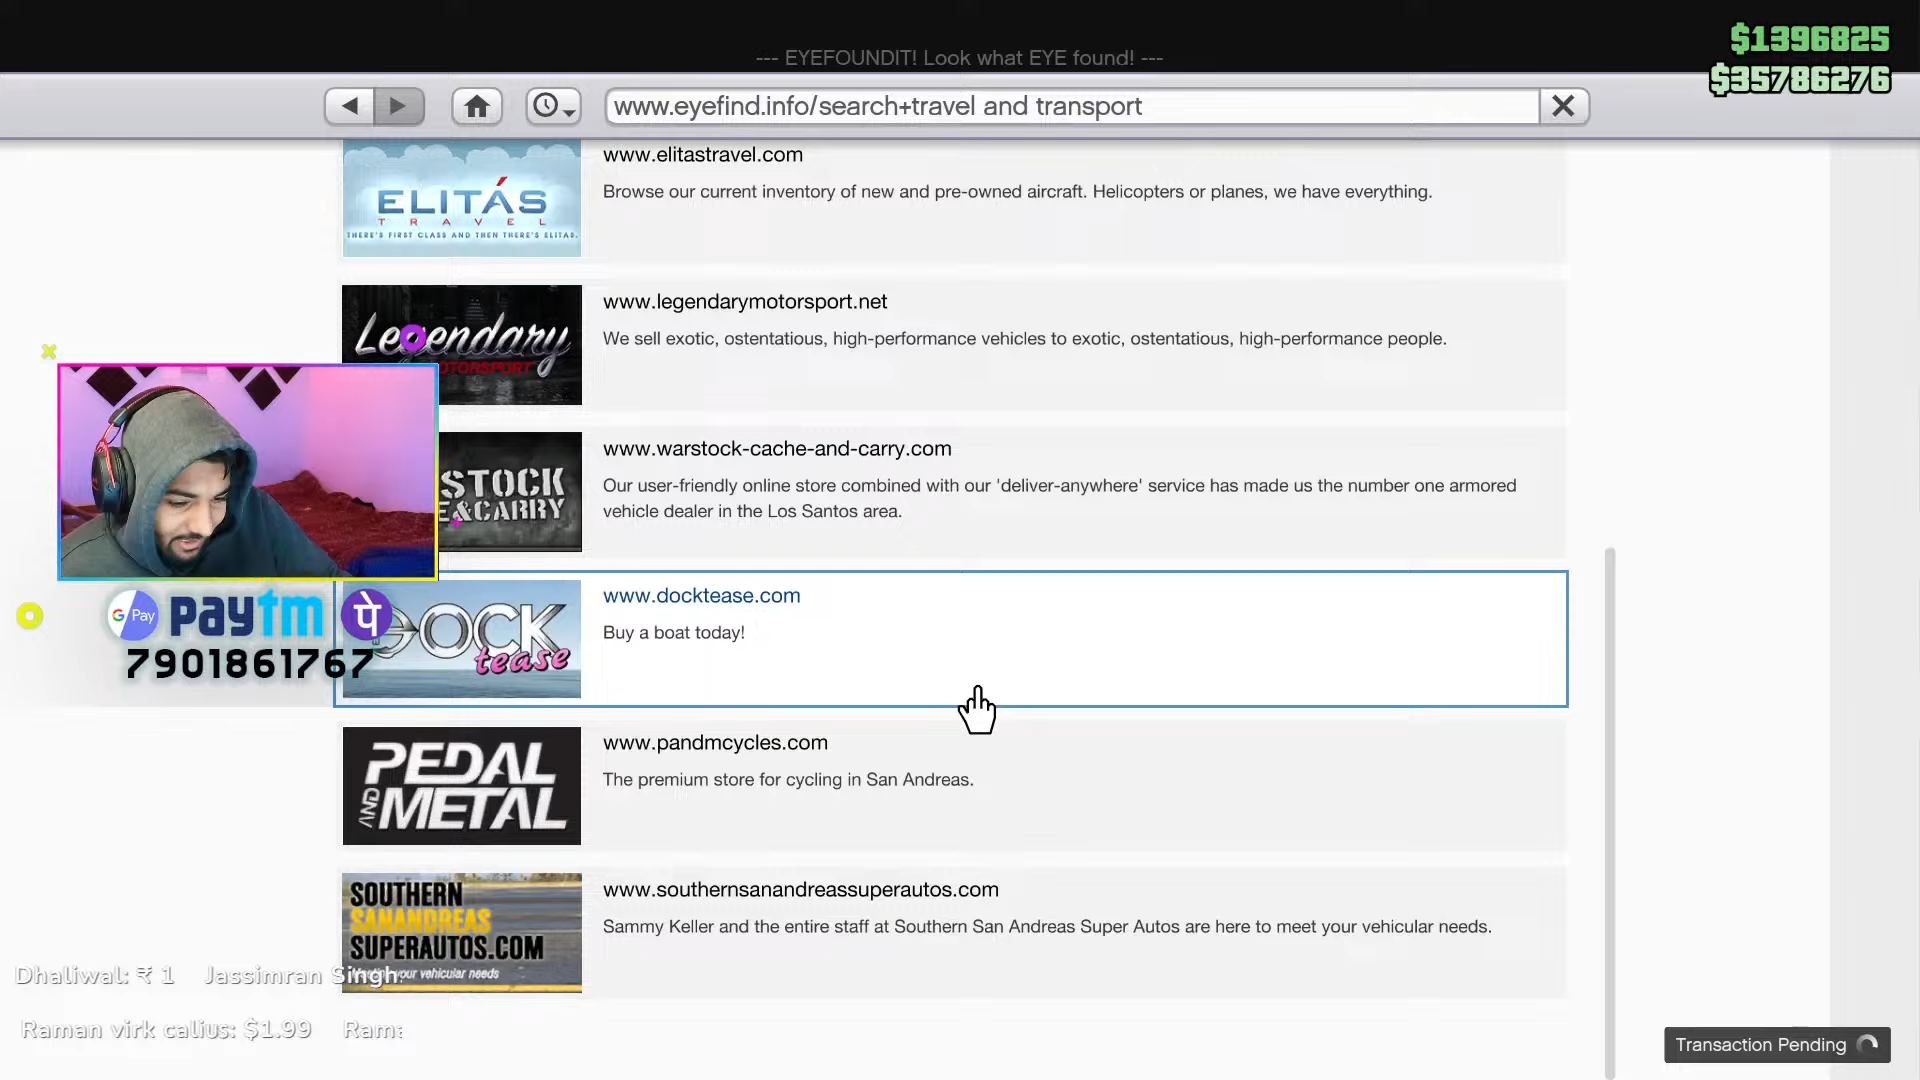 $1396825
$35786276
--- EYEFOUNDIT! Look what EYE found! ---
www.eyefind.info/search+travel and transport
ELITÁS
TRAVEL
THERE'S FIRST CLASS AND THEN THERE'S ELITAS.
www.elitastravel.com
Browse our current inventory of new and pre-owned aircraft. Helicopters or planes, we have everything.
Legendary
MOTORSPORT
www.legendarymotorsport.net
We sell exotic, ostentatious, high-performance vehicles to exotic, ostentatious, high-performance people.
STOCK
E&CARRY
www.warstock-cache-and-carry.com
Our user-friendly online store combined with our 'deliver-anywhere' service has made us the number one armored
vehicle dealer in the Los Santos area.
G Pay paytm पे
7901861767
DOCK
tease
www.docktease.com
Buy a boat today!
PEDAL
AND METAL
www.pandmcycles.com
The premium store for cycling in San Andreas.
SOUTHERN
SANANDREAS
SUPERAUTOS.COM
your vehicular needs
www.southernsanandreassuperautos.com
Sammy Keller and the entire staff at Southern San Andreas Super Autos are here to meet your vehicular needs.
Dhaliwal: ₹ 1 Jassimran Singh
Raman virk calius: $1.99 Rama
Transaction Pending